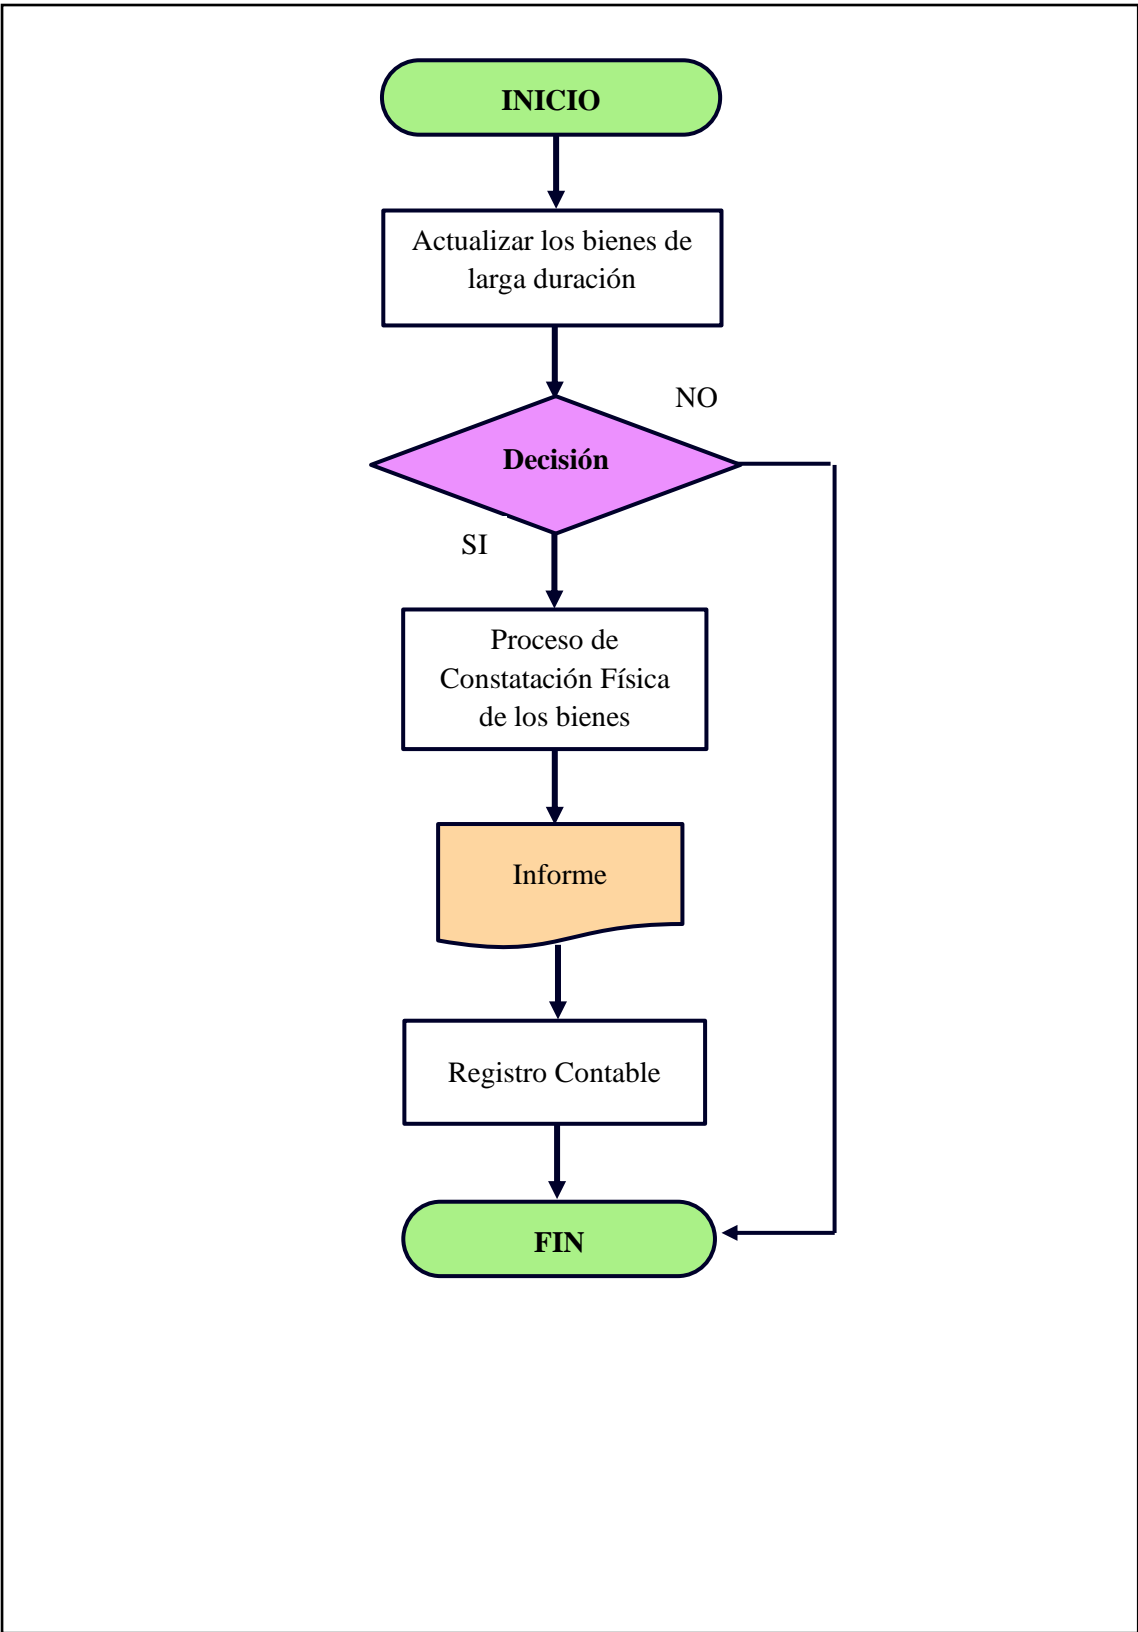 INICIO
Actualizar los bienes de
larga duración
NO
Decisión
SI
Proceso de
Constatación Física
de los bienes
Informe
Registro Contable
FIN